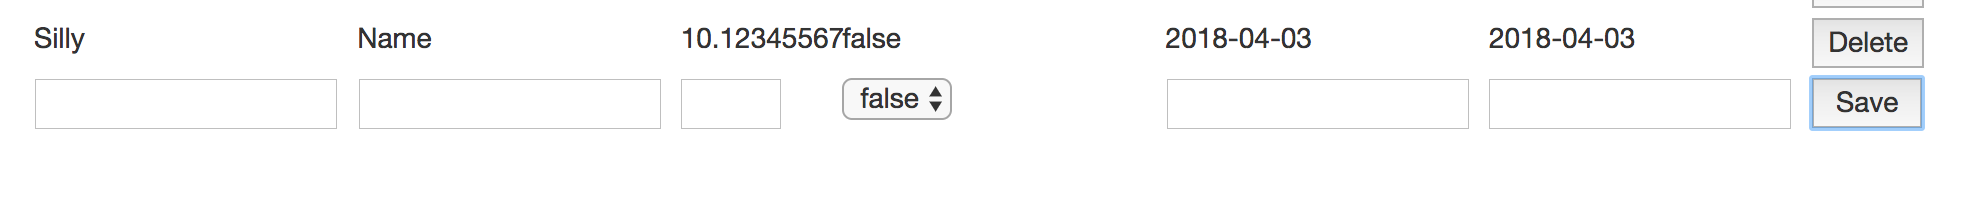 Silly Name 10.12345567false 2018-04-03 2018-04-03 Delete
false Save